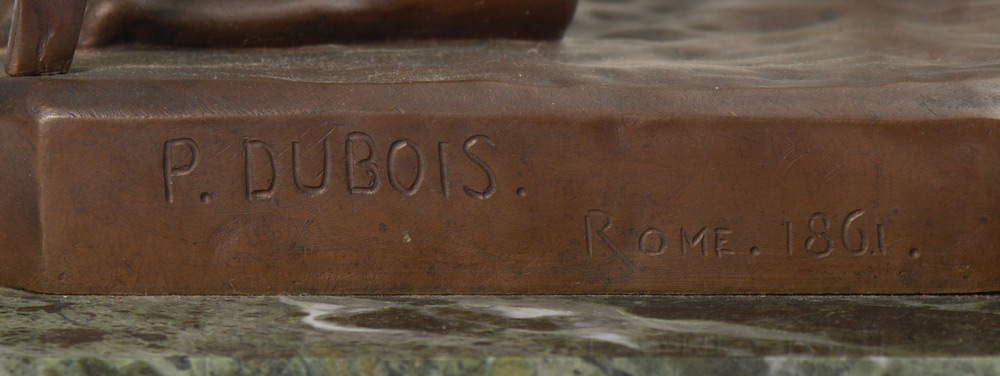 P. DUBOIS.
ROME. 1861.